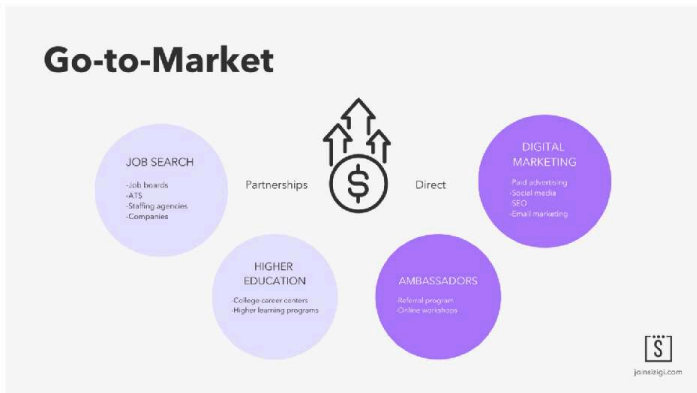 Go-to-Market
JOB SEARCH
-Job boards
-ATS
-Staffing agencies
-Companies
Partnerships
$
Direct
DIGITAL
MARKETING
-Paid advertising
-Social media
-SEO
-Email marketing
HIGHER
EDUCATION
-College career centers
-Higher learning programs
AMBASSADORS
-Referral program
-Online workshops
S
joinsizigi.com